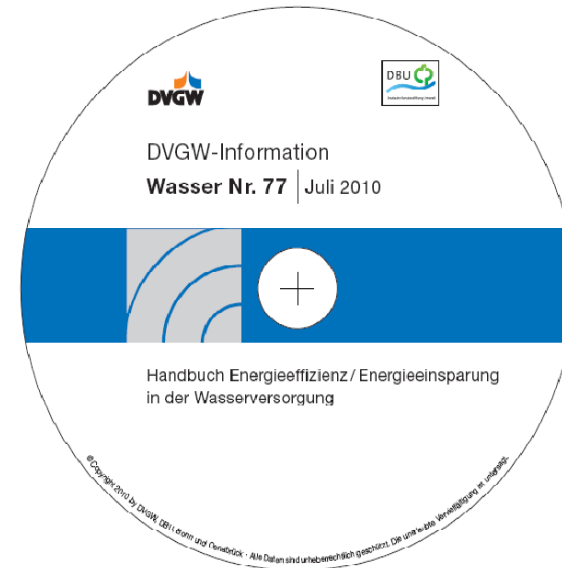 DVGW
DBU
DVGW-Information
Wasser Nr. 77 | Juli 2010
Handbuch Energieeffizienz/Energieeinsparung
in der Wasserversorgung
© Copyright 2010 by DVGW, DBU Bonn und Osnabrück - Alle Daten sind urheberrechtlich geschützt. Die unerlaubte Vervielfältigung ist untersagt.